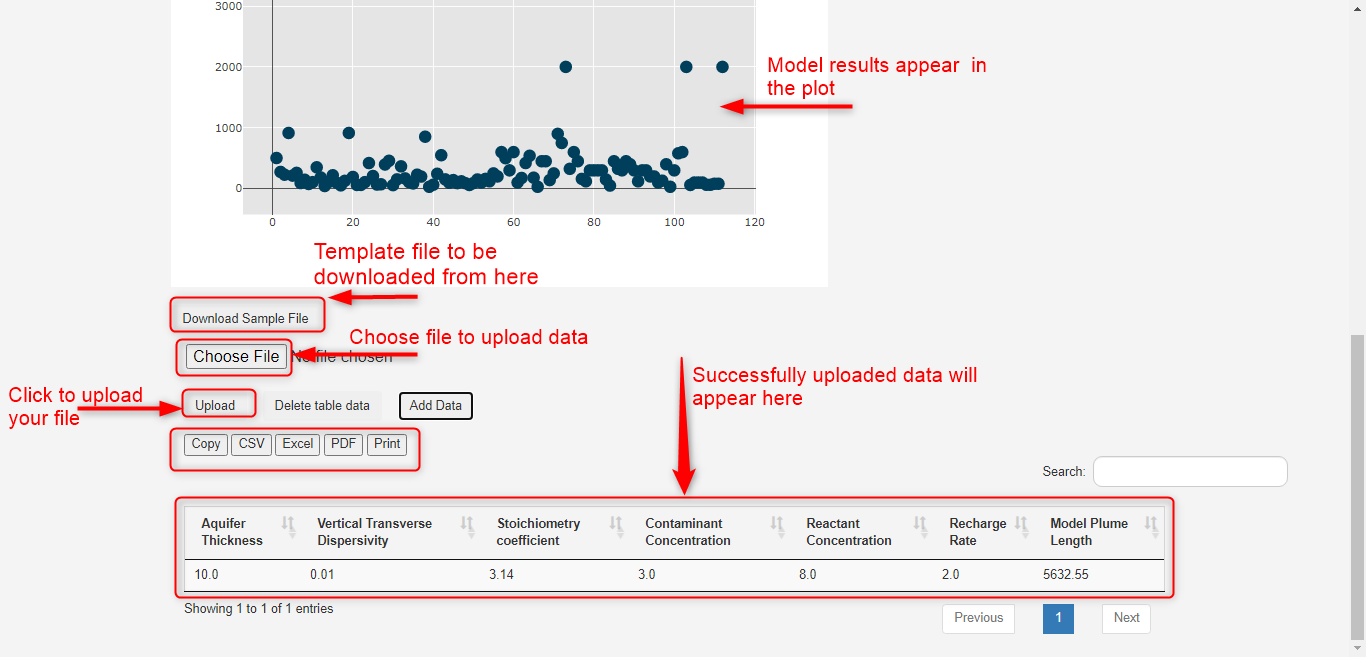 3000
2000
1000
0
0 20 40 60 80 100 120
Model results appear in
the plot
Template file to be
downloaded from here
Download Sample File
Choose file to upload data
Choose File No file chosen
Click to upload
your file
Upload Delete table data Add Data
Successfully uploaded data will
appear here
Copy CSV Excel PDF Print
Search:
Aquifer Vertical Transverse Stoichiometry Contaminant Reactant Recharge Model Plume
Thickness Dispersivity coefficient Concentration Concentration Rate Length
10.0 0.01 3.14 3.0 8.0 2.0 5632.55
Showing 1 to 1 of 1 entries
Previous 1 Next